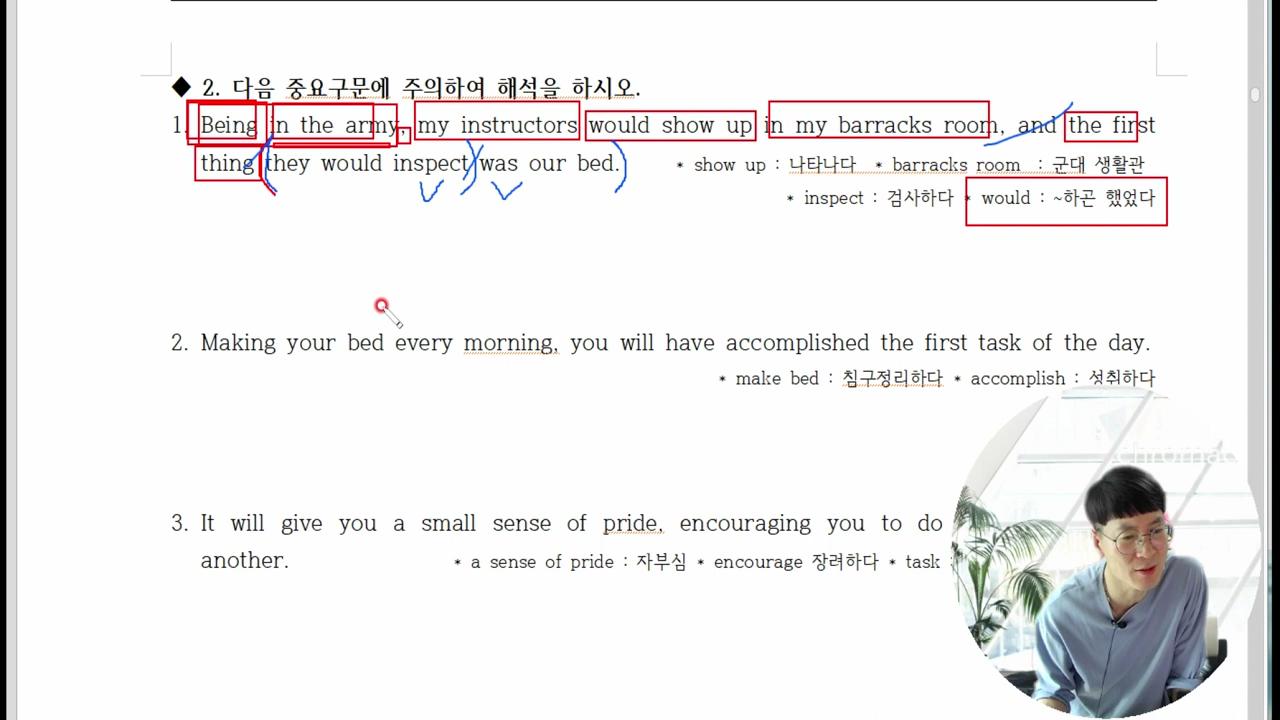 ◆ 2. 다음 중요구문에 주의하여 해석을 하시오.
1. Being in the army, my instructors would show up in my barracks room, and the first
thing they would inspect was our bed. * show up : 나타나다 * barracks room : 군대 생활관
* inspect : 검사하다 * would : ~하곤 했었다
2. Making your bed every morning, you will have accomplished the first task of the day.
* make bed : 침구정리하다 * accomplish : 성취하다
3. It will give you a small sense of pride, encouraging you to do
another. * a sense of pride : 자부심 * encourage 장려하다 * task